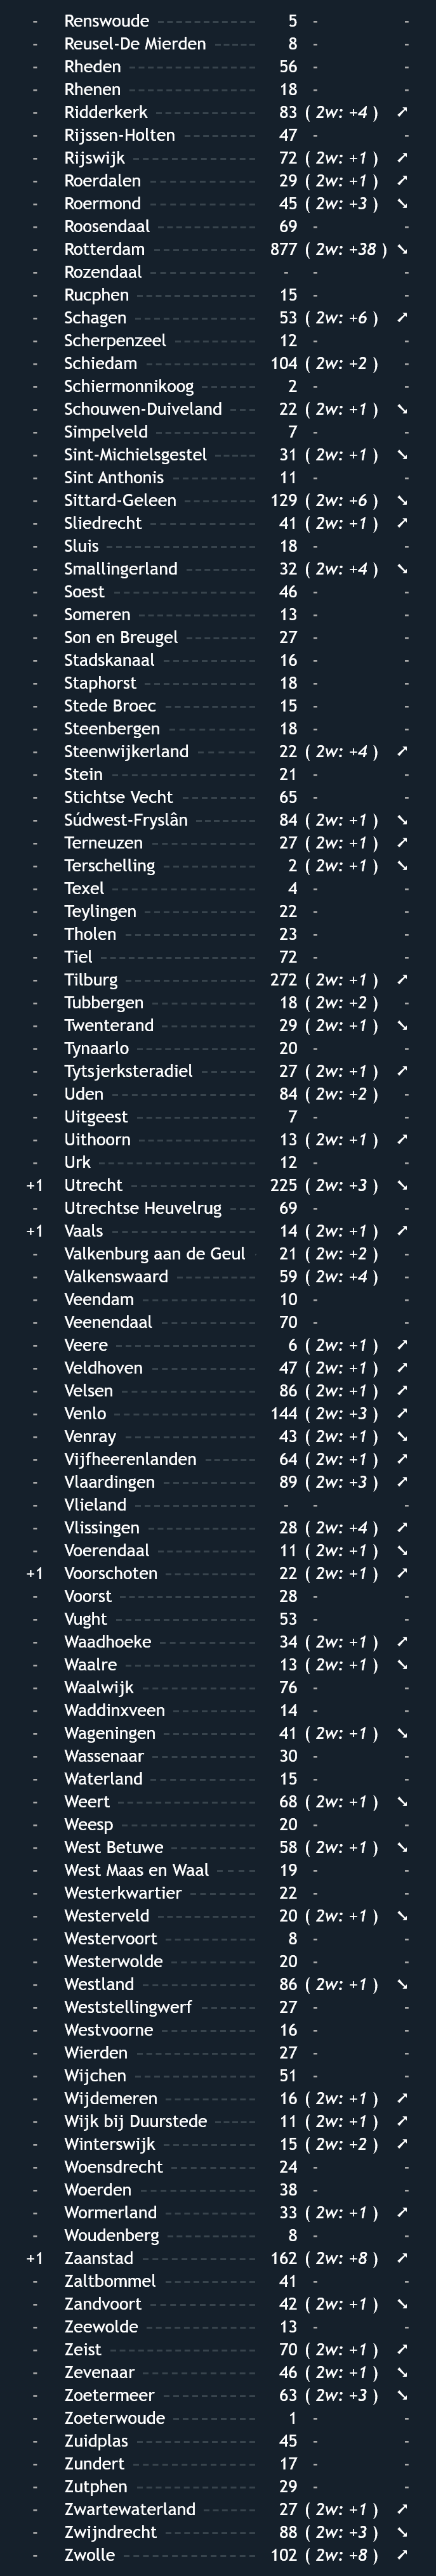 - Renswoude 5 - -
- Reusel-De Mierden 8 - -
- Rheden 56 - -
- Rhenen 18 - -
- Ridderkerk 83 ( 2w: +4 ) ➚
- Rijssen-Holten 47 - -
- Rijswijk 72 ( 2w: +1 ) ➚
- Roerdalen 29 ( 2w: +1 ) ➚
- Roermond 45 ( 2w: +3 ) ➘
- Roosendaal 69 - -
- Rotterdam 877 ( 2w: +38 ) ➘
- Rozendaal - - -
- Rucphen 15 - -
- Schagen 53 ( 2w: +6 ) ➚
- Scherpenzeel 12 - -
- Schiedam 104 ( 2w: +2 ) -
- Schiermonnikoog 2 - -
- Schouwen-Duiveland 22 ( 2w: +1 ) ➘
- Simpelveld 7 - -
- Sint-Michielsgestel 31 ( 2w: +1 ) ➘
- Sint Anthonis 11 - -
- Sittard-Geleen 129 ( 2w: +6 ) ➘
- Sliedrecht 41 ( 2w: +1 ) ➚
- Sluis 18 - -
- Smallingerland 32 ( 2w: +4 ) ➘
- Soest 46 - -
- Someren 13 - -
- Son en Breugel 27 - -
- Stadskanaal 16 - -
- Staphorst 18 - -
- Stede Broec 15 - -
- Steenbergen 18 - -
- Steenwijkerland 22 ( 2w: +4 ) ➚
- Stein 21 - -
- Stichtse Vecht 65 - -
- Súdwest-Fryslân 84 ( 2w: +1 ) ➘
- Terneuzen 27 ( 2w: +1 ) ➚
- Terschelling 2 ( 2w: +1 ) ➘
- Texel 4 - -
- Teylingen 22 - -
- Tholen 23 - -
- Tiel 72 - -
- Tilburg 272 ( 2w: +1 ) ➚
- Tubbergen 18 ( 2w: +2 ) -
- Twenterand 29 ( 2w: +1 ) ➘
- Tynaarlo 20 - -
- Tytsjerksteradiel 27 ( 2w: +1 ) ➚
- Uden 84 ( 2w: +2 ) -
- Uitgeest 7 - -
- Uithoorn 13 ( 2w: +1 ) ➚
- Urk 12 - -
+1 Utrecht 225 ( 2w: +3 ) ➘
- Utrechtse Heuvelrug 69 - -
+1 Vaals 14 ( 2w: +1 ) ➚
- Valkenburg aan de Geul 21 ( 2w: +2 ) -
- Valkenswaard 59 ( 2w: +4 ) -
- Veendam 10 - -
- Veenendaal 70 - -
- Veere 6 ( 2w: +1 ) ➚
- Veldhoven 47 ( 2w: +1 ) ➚
- Velsen 86 ( 2w: +1 ) ➚
- Venlo 144 ( 2w: +3 ) ➚
- Venray 43 ( 2w: +1 ) ➘
- Vijfheerenlanden 64 ( 2w: +1 ) ➚
- Vlaardingen 89 ( 2w: +3 ) ➚
- Vlieland - - -
- Vlissingen 28 ( 2w: +4 ) ➚
- Voerendaal 11 ( 2w: +1 ) ➘
+1 Voorschoten 22 ( 2w: +1 ) ➚
- Voorst 28 - -
- Vught 53 - -
- Waadhoeke 34 ( 2w: +1 ) ➚
- Waalre 13 ( 2w: +1 ) ➘
- Waalwijk 76 - -
- Waddinxveen 14 - -
- Wageningen 41 ( 2w: +1 ) ➘
- Wassenaar 30 - -
- Waterland 15 - -
- Weert 68 ( 2w: +1 ) ➘
- Weesp 20 - -
- West Betuwe 58 ( 2w: +1 ) ➘
- West Maas en Waal 19 - -
- Westerkwartier 22 - -
- Westerveld 20 ( 2w: +1 ) ➘
- Westervoort 8 - -
- Westerwolde 20 - -
- Westland 86 ( 2w: +1 ) ➘
- Weststellingwerf 27 - -
- Westvoorne 16 - -
- Wierden 27 - -
- Wijchen 51 - -
- Wijdemeren 16 ( 2w: +1 ) ➚
- Wijk bij Duurstede 11 ( 2w: +1 ) ➚
- Winterswijk 15 ( 2w: +2 ) ➚
- Woensdrecht 24 - -
- Woerden 38 - -
- Wormerland 33 ( 2w: +1 ) ➚
- Woudenberg 8 - -
+1 Zaanstad 162 ( 2w: +8 ) ➚
- Zaltbommel 41 - -
- Zandvoort 42 ( 2w: +1 ) ➘
- Zeewolde 13 - -
- Zeist 70 ( 2w: +1 ) ➚
- Zevenaar 46 ( 2w: +1 ) ➘
- Zoetermeer 63 ( 2w: +3 ) ➘
- Zoeterwoude 1 - -
- Zuidplas 45 - -
- Zundert 17 - -
- Zutphen 29 - -
- Zwartewaterland 27 ( 2w: +1 ) ➚
- Zwijndrecht 88 ( 2w: +3 ) ➘
- Zwolle 102 ( 2w: +8 ) ➚